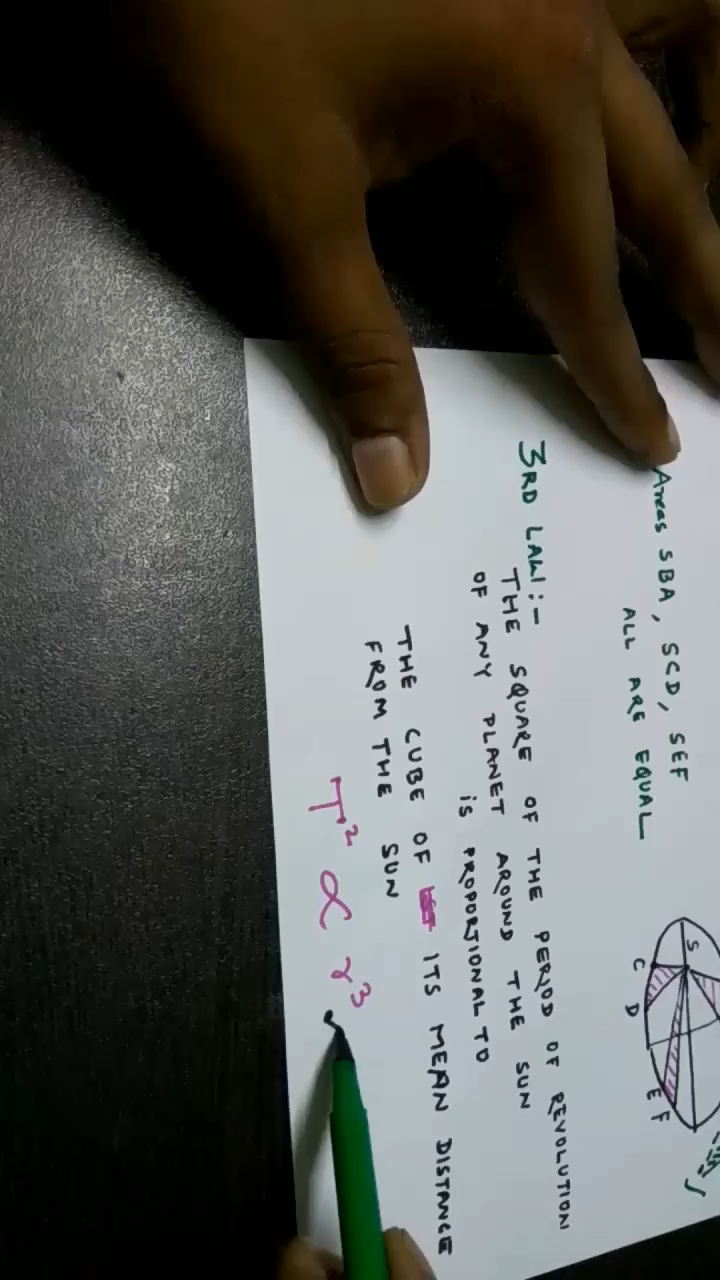 Areas SBA, SCD, SEF
ALL ARE EQUAL
S
C
D
E
F
3RD LAW:-
THE SQUARE OF THE PERIOD OF REVOLUTION
OF ANY PLANET AROUND THE SUN
is PROPORTIONAL TO
THE CUBE OF ITS MEAN DISTANCE
FROM THE SUN
T² ∝ r³